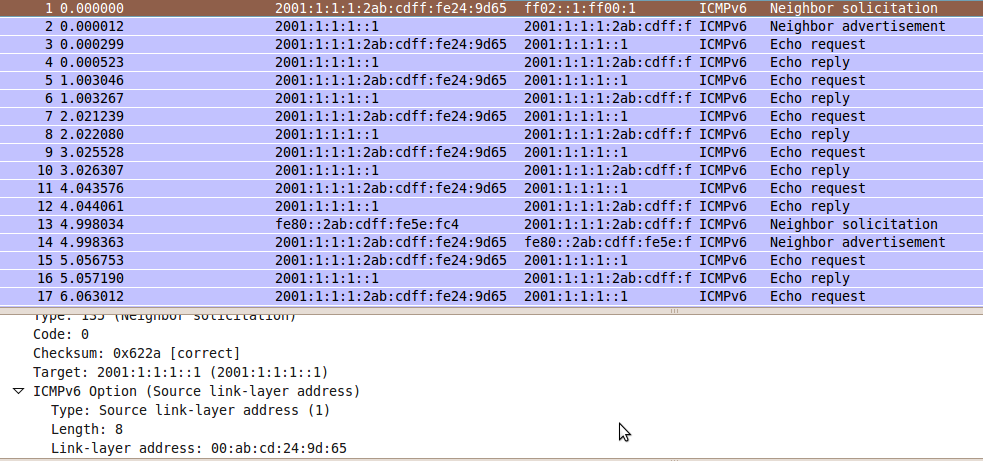 1 0.000000 2001:1:1:1:2ab:cdff:fe24:9d65 ff02::1:ff00:1 ICMPv6 Neighbor solicitation
2 0.000012 2001:1:1:1::1 2001:1:1:1:2ab:cdff:f ICMPv6 Neighbor advertisement
3 0.000299 2001:1:1:1:2ab:cdff:fe24:9d65 2001:1:1:1::1 ICMPv6 Echo request
4 0.000523 2001:1:1:1::1 2001:1:1:1:2ab:cdff:f ICMPv6 Echo reply
5 1.003046 2001:1:1:1:2ab:cdff:fe24:9d65 2001:1:1:1::1 ICMPv6 Echo request
6 1.003267 2001:1:1:1::1 2001:1:1:1:2ab:cdff:f ICMPv6 Echo reply
7 2.021239 2001:1:1:1:2ab:cdff:fe24:9d65 2001:1:1:1::1 ICMPv6 Echo request
8 2.022080 2001:1:1:1::1 2001:1:1:1:2ab:cdff:f ICMPv6 Echo reply
9 3.025528 2001:1:1:1:2ab:cdff:fe24:9d65 2001:1:1:1::1 ICMPv6 Echo request
10 3.026307 2001:1:1:1::1 2001:1:1:1:2ab:cdff:f ICMPv6 Echo reply
11 4.043576 2001:1:1:1:2ab:cdff:fe24:9d65 2001:1:1:1::1 ICMPv6 Echo request
12 4.044061 2001:1:1:1::1 2001:1:1:1:2ab:cdff:f ICMPv6 Echo reply
13 4.998034 fe80::2ab:cdff:fe5e:fc4 2001:1:1:1:2ab:cdff:f ICMPv6 Neighbor solicitation
14 4.998363 2001:1:1:1:2ab:cdff:fe24:9d65 fe80::2ab:cdff:fe5e:f ICMPv6 Neighbor advertisement
15 5.056753 2001:1:1:1:2ab:cdff:fe24:9d65 2001:1:1:1::1 ICMPv6 Echo request
16 5.057190 2001:1:1:1::1 2001:1:1:1:2ab:cdff:f ICMPv6 Echo reply
17 6.063012 2001:1:1:1:2ab:cdff:fe24:9d65 2001:1:1:1::1 ICMPv6 Echo request
Type: 135 (Neighbor solicitation)
Code: 0
Checksum: 0x622a [correct]
Target: 2001:1:1:1::1 (2001:1:1:1::1)
ICMPv6 Option (Source link-layer address)
Type: Source link-layer address (1)
Length: 8
Link-layer address: 00:ab:cd:24:9d:65